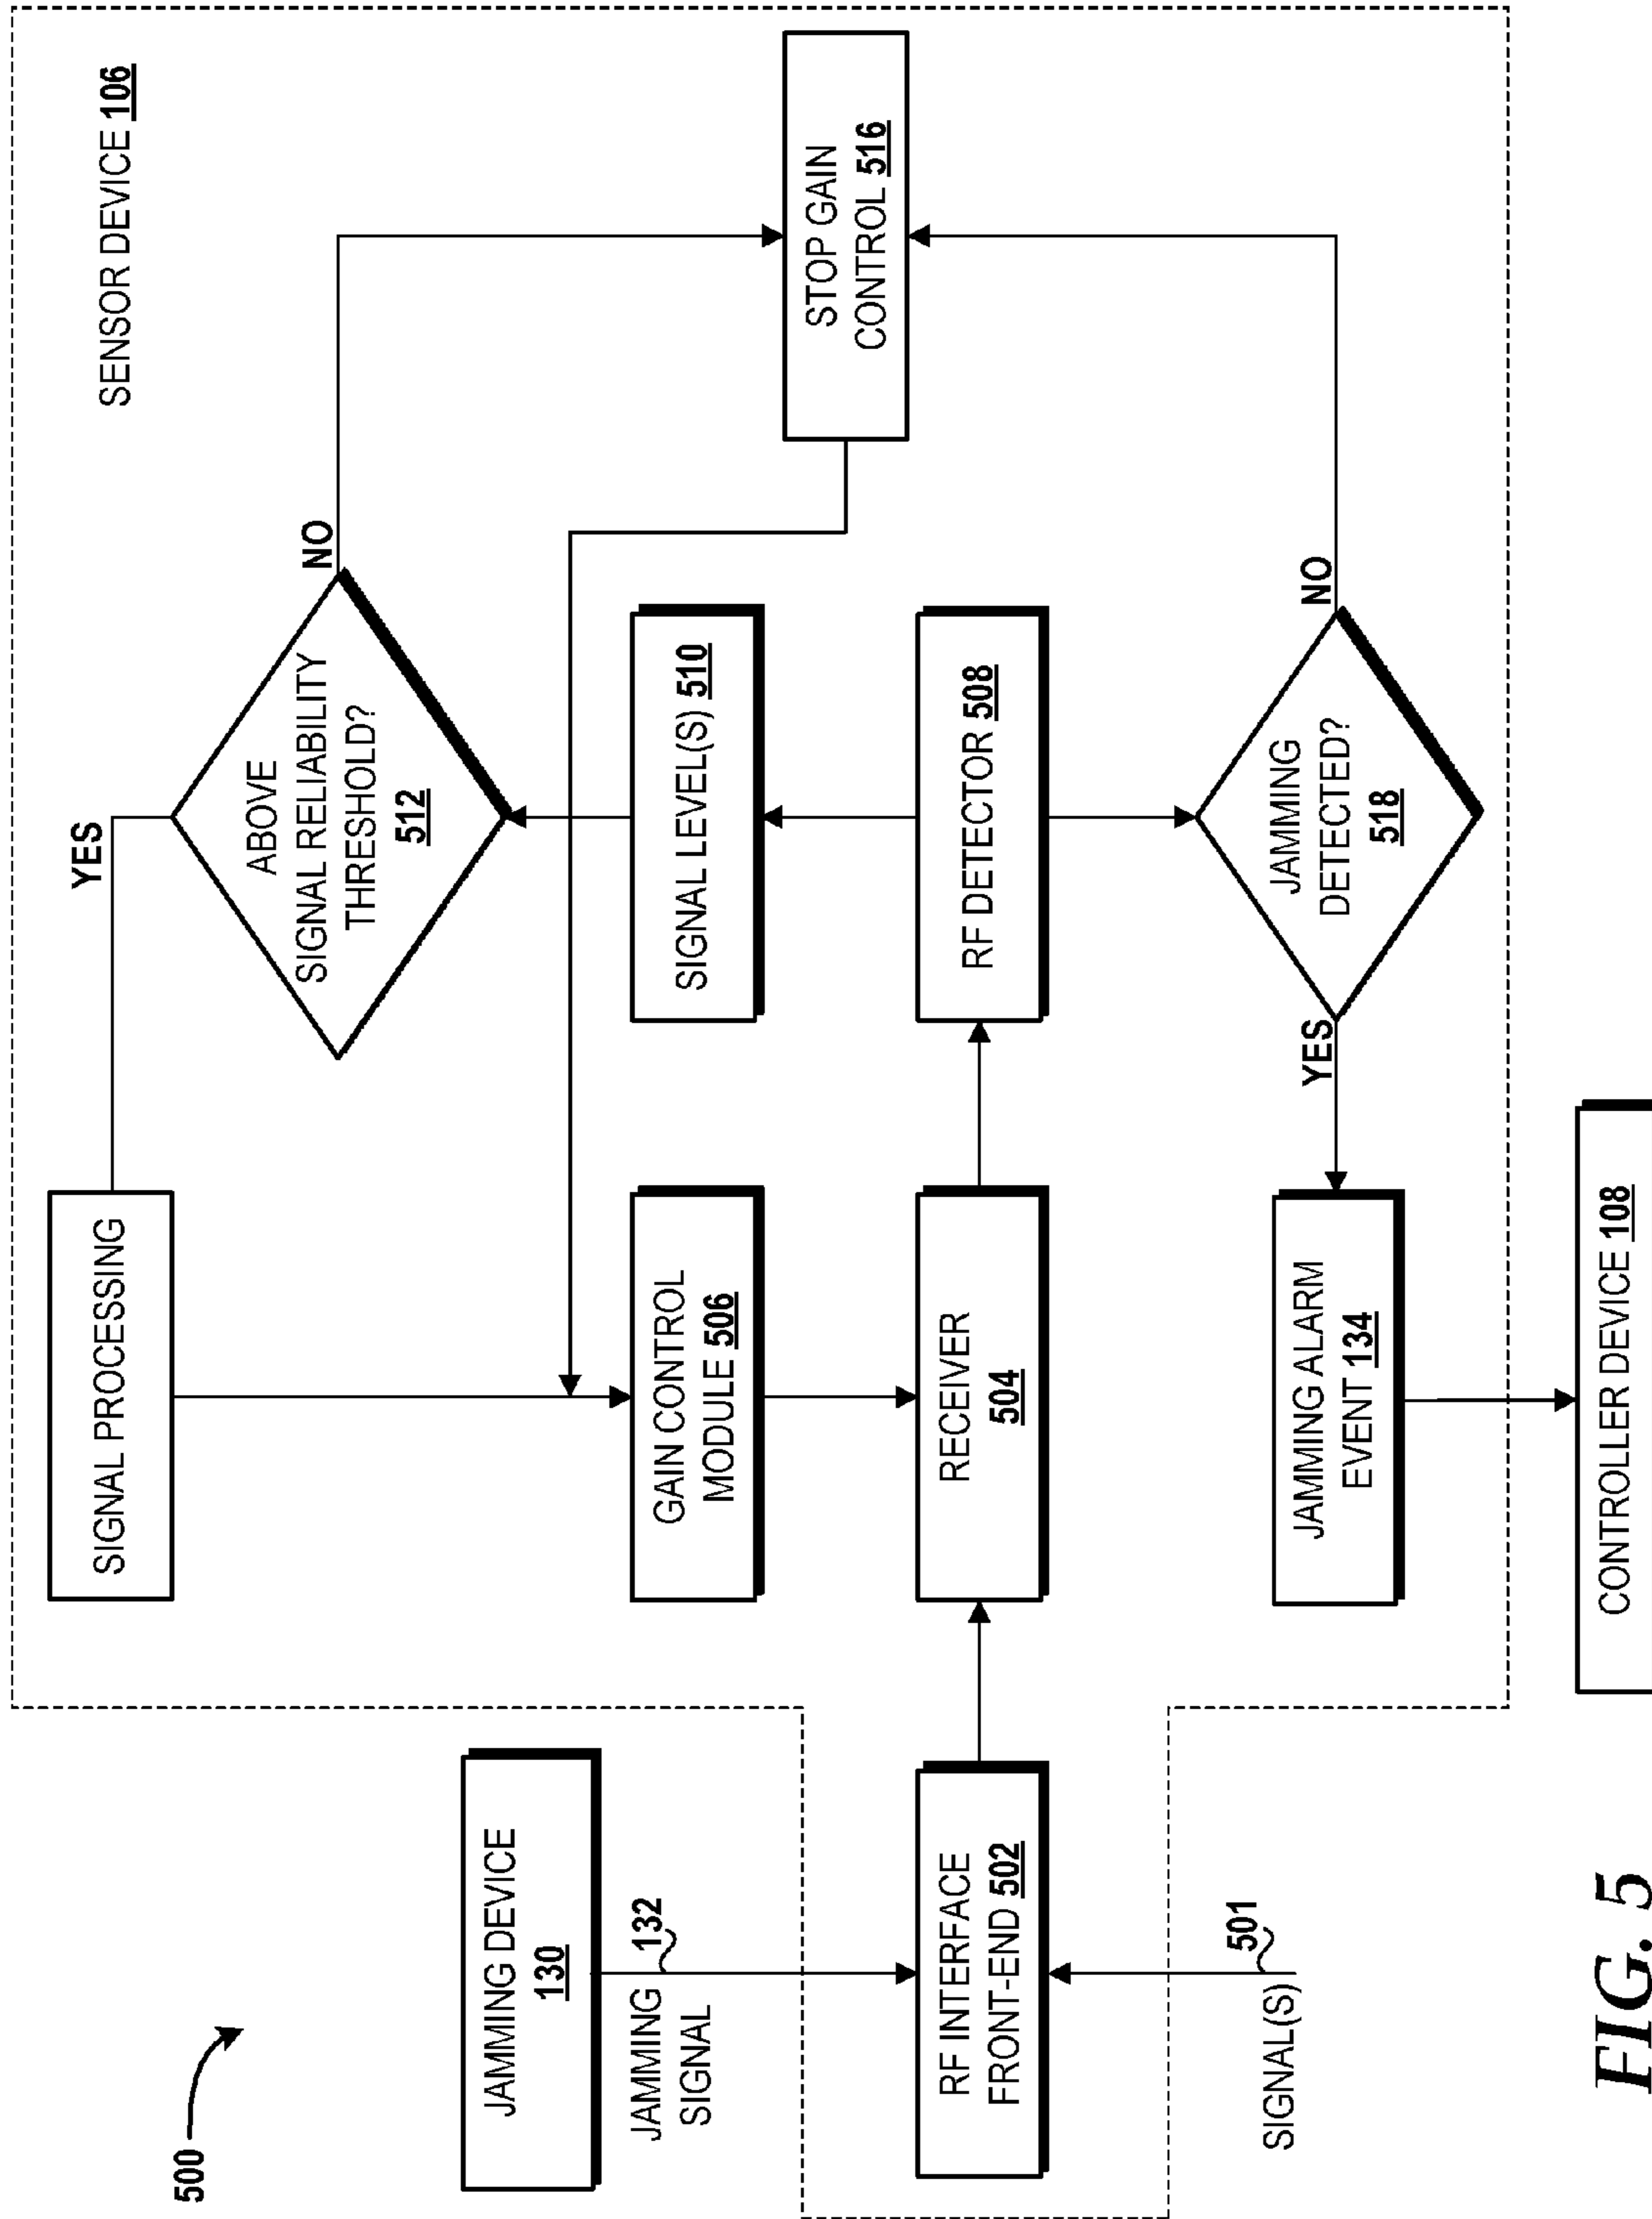 500
SENSOR DEVICE 106
SIGNAL PROCESSING
YES
ABOVE
SIGNAL RELIABILITY
THRESHOLD?
512
NO
JAMMING DEVICE
130
JAMMING
SIGNAL
132
GAIN CONTROL
MODULE 506
SIGNAL LEVEL(S) 510
STOP GAIN
CONTROL 516
RF INTERFACE
FRONT-END 502
RECEIVER
504
RF DETECTOR 508
SIGNAL(S)
501
JAMMING ALARM
EVENT 134
YES
JAMMING
DETECTED?
518
NO
CONTROLLER DEVICE 108
FIG. 5